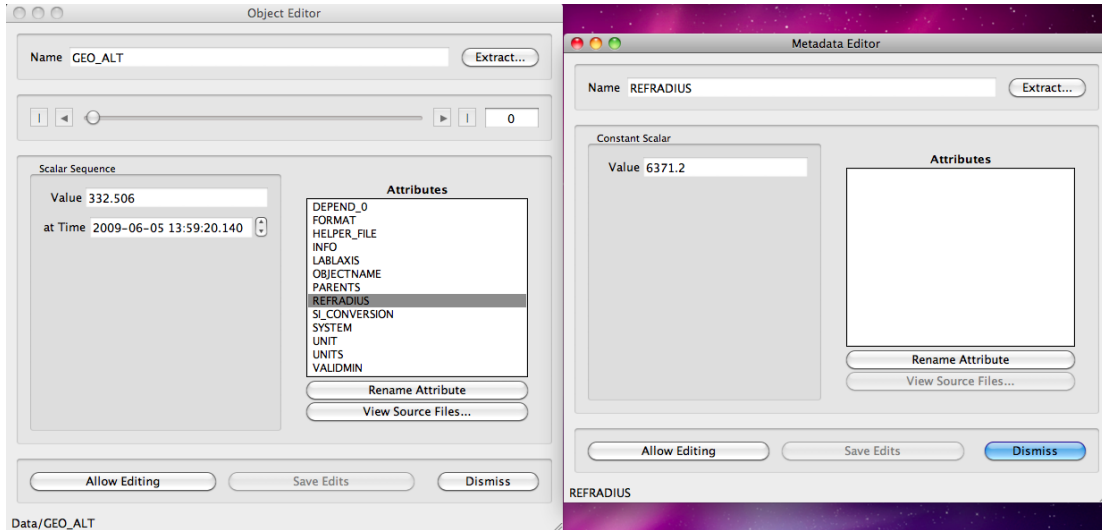 Object Editor
Name GEO_ALT Extract...
0
Scalar Sequence
Value 332.506
at Time 2009-06-05 13:59:20.140
Attributes
DEPEND_0
FORMAT
HELPER_FILE
INFO
LABLAXIS
OBJECTNAME
PARENTS
REFRADIUS
SI_CONVERSION
SYSTEM
UNIT
UNITS
VALIDMIN
Rename Attribute
View Source Files...
Allow Editing Save Edits Dismiss
Data/GEO_ALT
Metadata Editor
Name REFRADIUS Extract...
Constant Scalar
Value 6371.2
Attributes
Rename Attribute
View Source Files...
Allow Editing Save Edits Dismiss
REFRADIUS